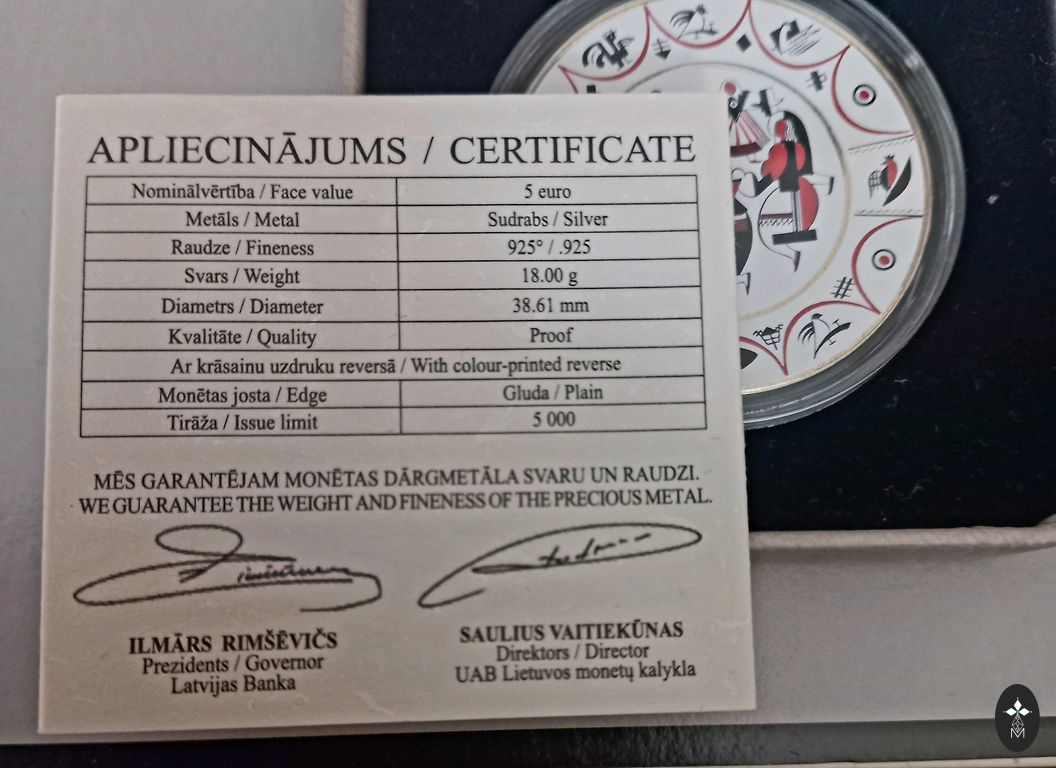 APLIECINĀJUMS / CERTIFICATE
Nominālvērtība / Face value 5 euro
Metāls / Metal Sudrabs / Silver
Raudze / Fineness 925° / .925
Svars / Weight 18.00 g
Diametrs / Diameter 38.61 mm
Kvalitāte / Quality Proof
Ar krāsainu uzdruku reversā / With colour-printed reverse
Monētas josta / Edge Gluda / Plain
Tirāža / Issue limit 5 000
MĒS GARANTĒJAM MONĒTAS DĀRGMETĀLA SVARU UN RAUDZI.
WE GUARANTEE THE WEIGHT AND FINENESS OF THE PRECIOUS METAL.
ILMĀRS RIMŠĒVIČS
Prezidents / Governor
Latvijas Banka
SAULIUS VAITIEKŪNAS
Direktors / Director
UAB Lietuvos monetų kalykla
M